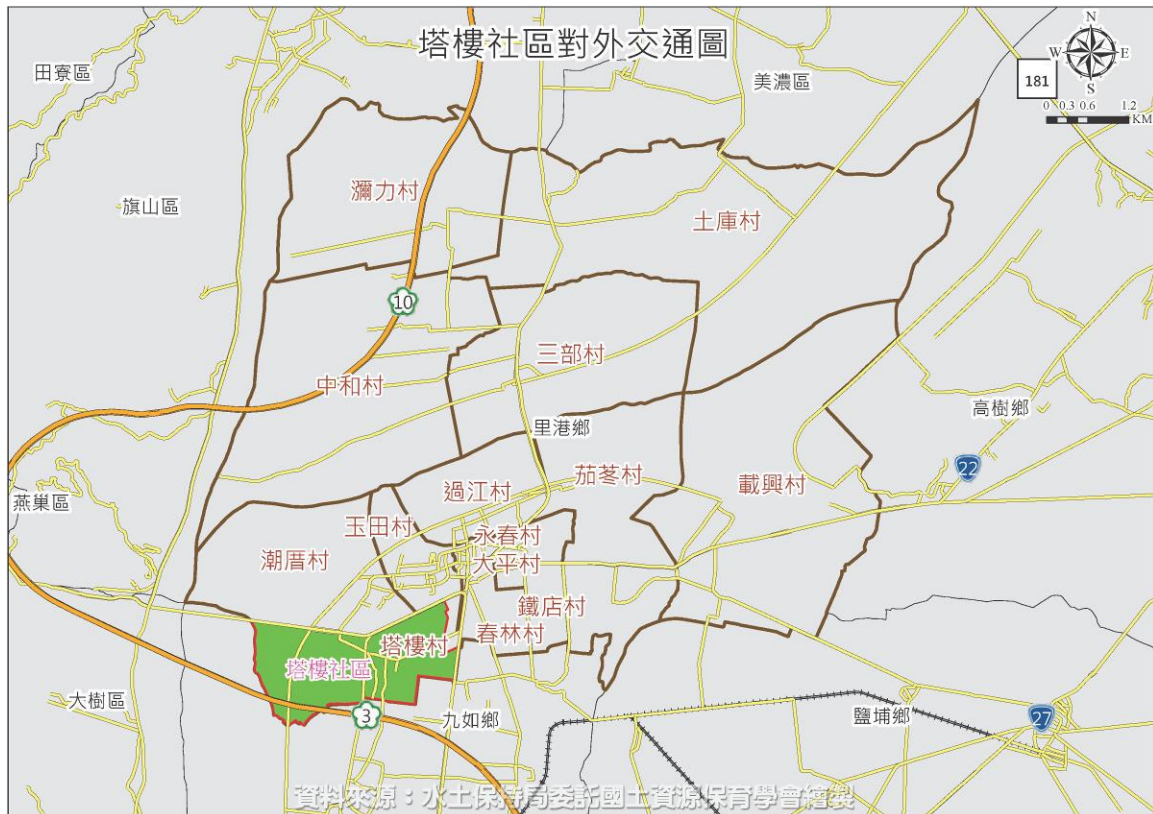 塔樓社區對外交通圖
N
W
E
S
181
0 0.3 0.6 1.2
KM
田寮區
美濃區
旗山區
瀰力村
土庫村
10
三部村
中和村
里港鄉
高樹鄉
22
燕巢區
過江村
茄苳村
載興村
玉田村
永春村
潮厝村
大平村
鐵店村
春林村
塔樓村
塔樓社區
大樹區
3
九如鄉
鹽埔鄉
27
資料來源：水土保持局委託國土資源保育學會繪製